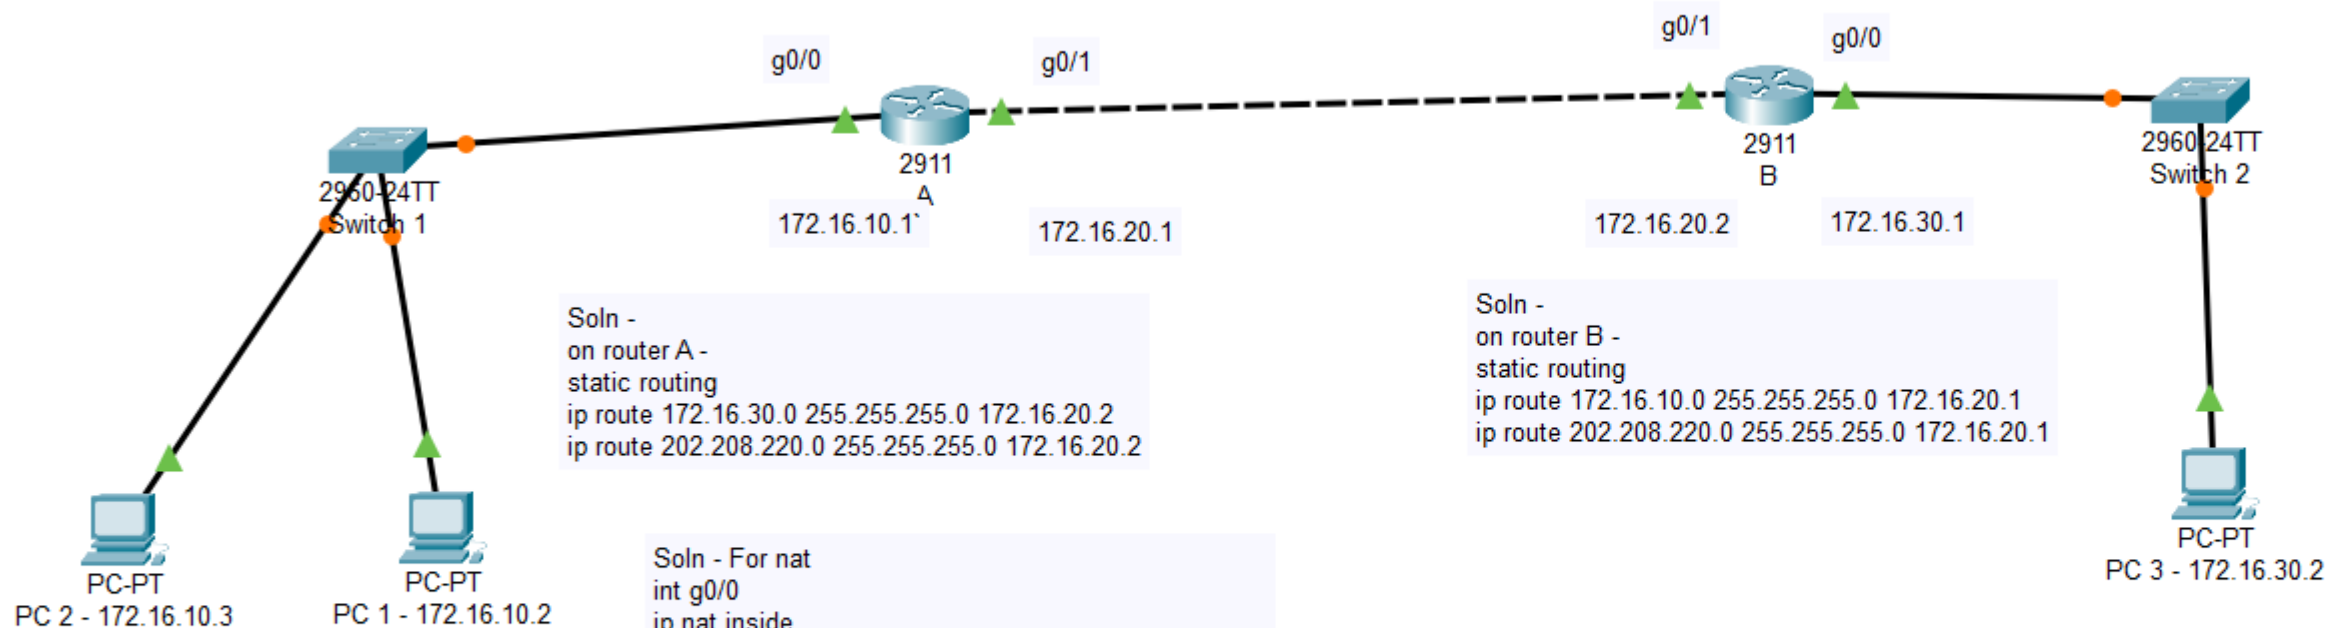 g0/0
g0/1
g0/1
g0/0
2960-24TT
Switch 1
2911
A
172.16.10.1`
172.16.20.1
2911
B
172.16.20.2
172.16.30.1
2960-24TT
Switch 2
Soln -
on router A -
static routing
ip route 172.16.30.0 255.255.255.0 172.16.20.2
ip route 202.208.220.0 255.255.255.0 172.16.20.2
Soln -
on router B -
static routing
ip route 172.16.10.0 255.255.255.0 172.16.20.1
ip route 202.208.220.0 255.255.255.0 172.16.20.1
PC-PT
PC 2 - 172.16.10.3
PC-PT
PC 1 - 172.16.10.2
Soln - For nat
int g0/0
ip nat inside
PC-PT
PC 3 - 172.16.30.2